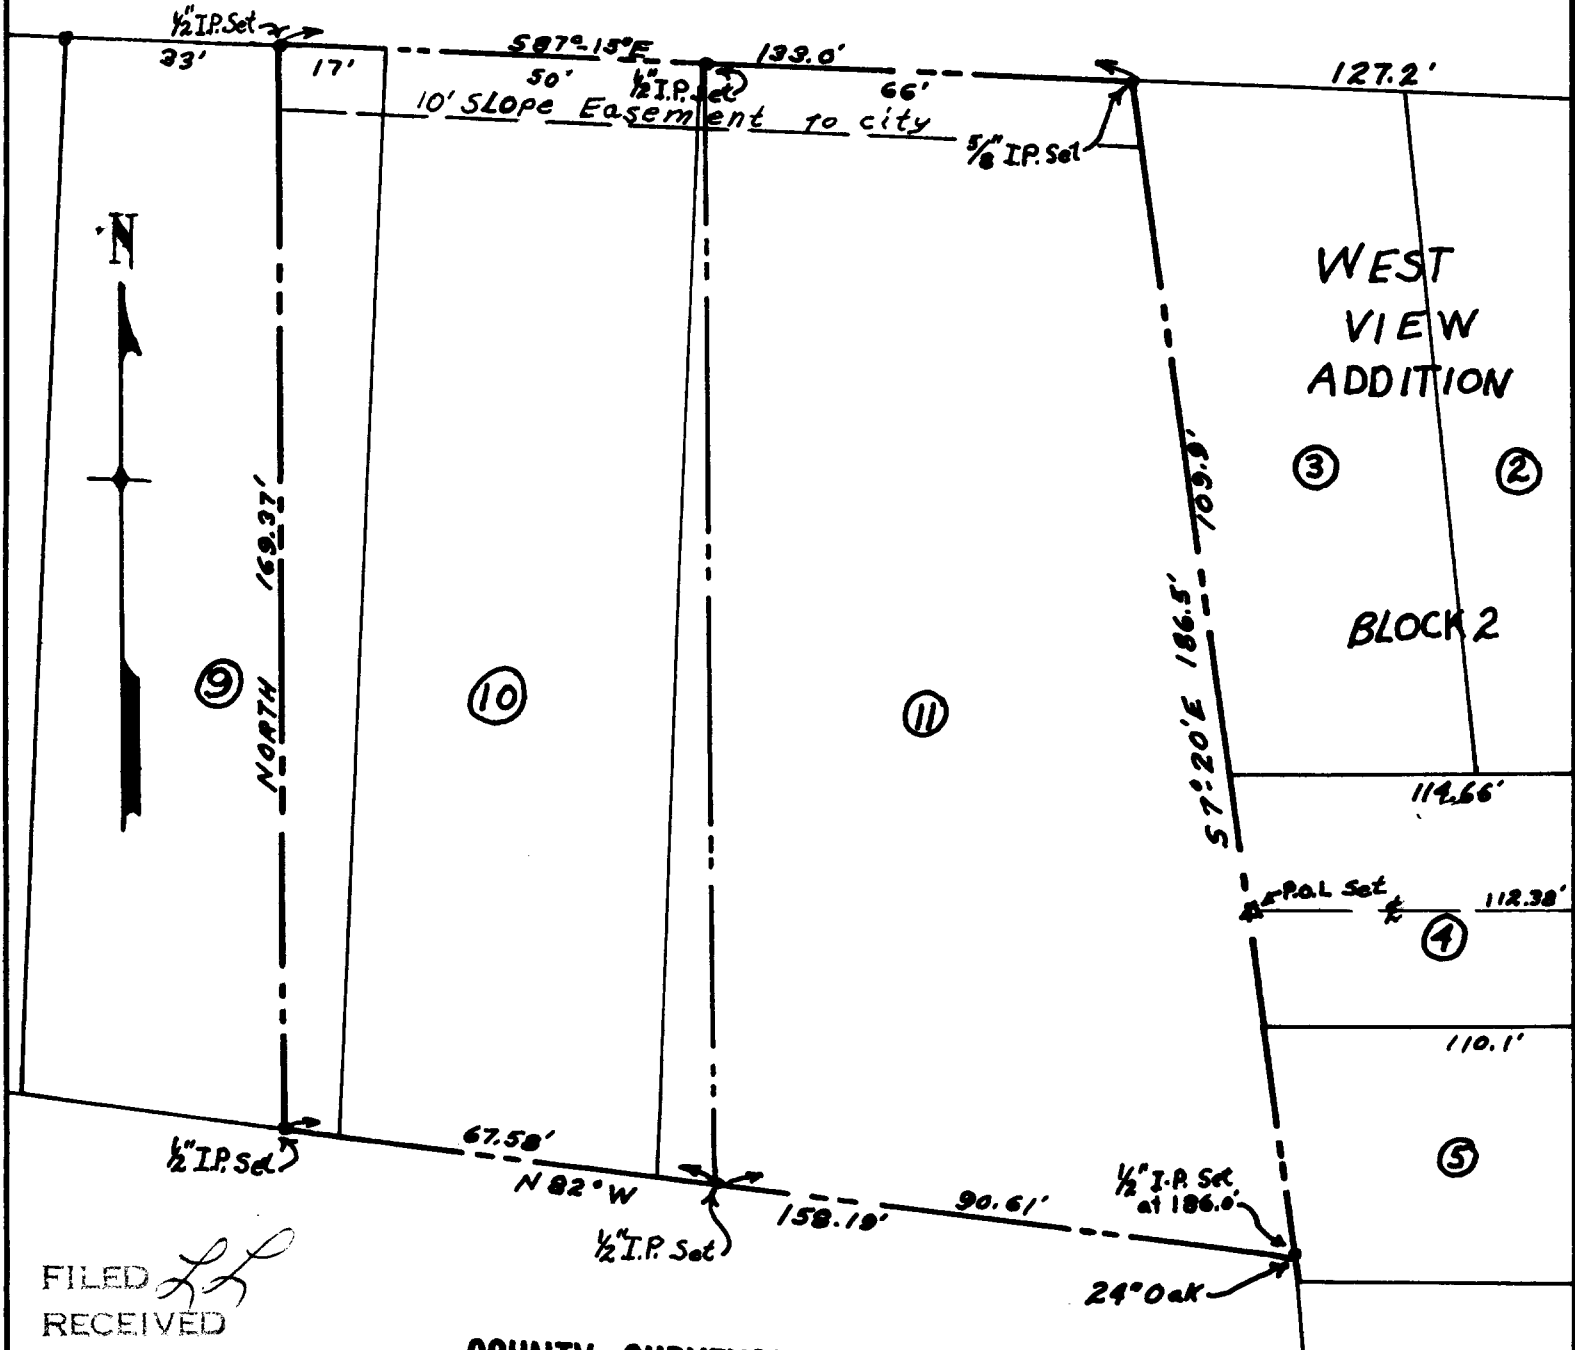 ½" I.P. Set
33'
17'
S 87°-15' E
133.0'
127.2'
50'
½" I.P. Set
66'
10' SLOPE Easement to city
⅝" I.P. Set
N
WEST
VIEW
ADDITION
109.9'
③
②
169.37'
S 7°-20' E 186.5'
BLOCK 2
⑨
NORTH
⑩
⑪
114.66'
P.O.L Set
℄
112.38'
④
110.1'
67.58'
½" I.P. Set
N 82° W
158.19'
90.61'
½" I.P. Set
at 186.0'
⑤
½" I.P. Set
24" Oak
FILED
RECEIVED
COUNTY